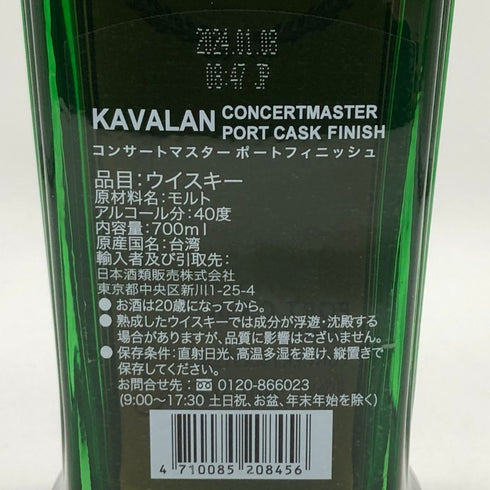 2024.01.08
08:47 JP
KAVALAN CONCERTMASTER
PORT CASK FINISH
コンサートマスター ポートフィニッシュ
品目:ウイスキー
原材料名:モルト
アルコール分:40度
内容量:700ml
原産国名:台湾
輸入者及び引取先:
日本酒類販売株式会社
東京都中央区新川1-25-4
● お酒は20歳になってから。
● 熟成したウイスキーでは成分が浮遊・沈殿する
場合がありますが、品質に影響はございません。
● 保存条件:直射日光、高温多湿を避け、縦置きで
保存してください。
お問合せ先:0120-866023
(9:00~17:30 土日祝、お盆、年末年始を除く)
4 710085 208456